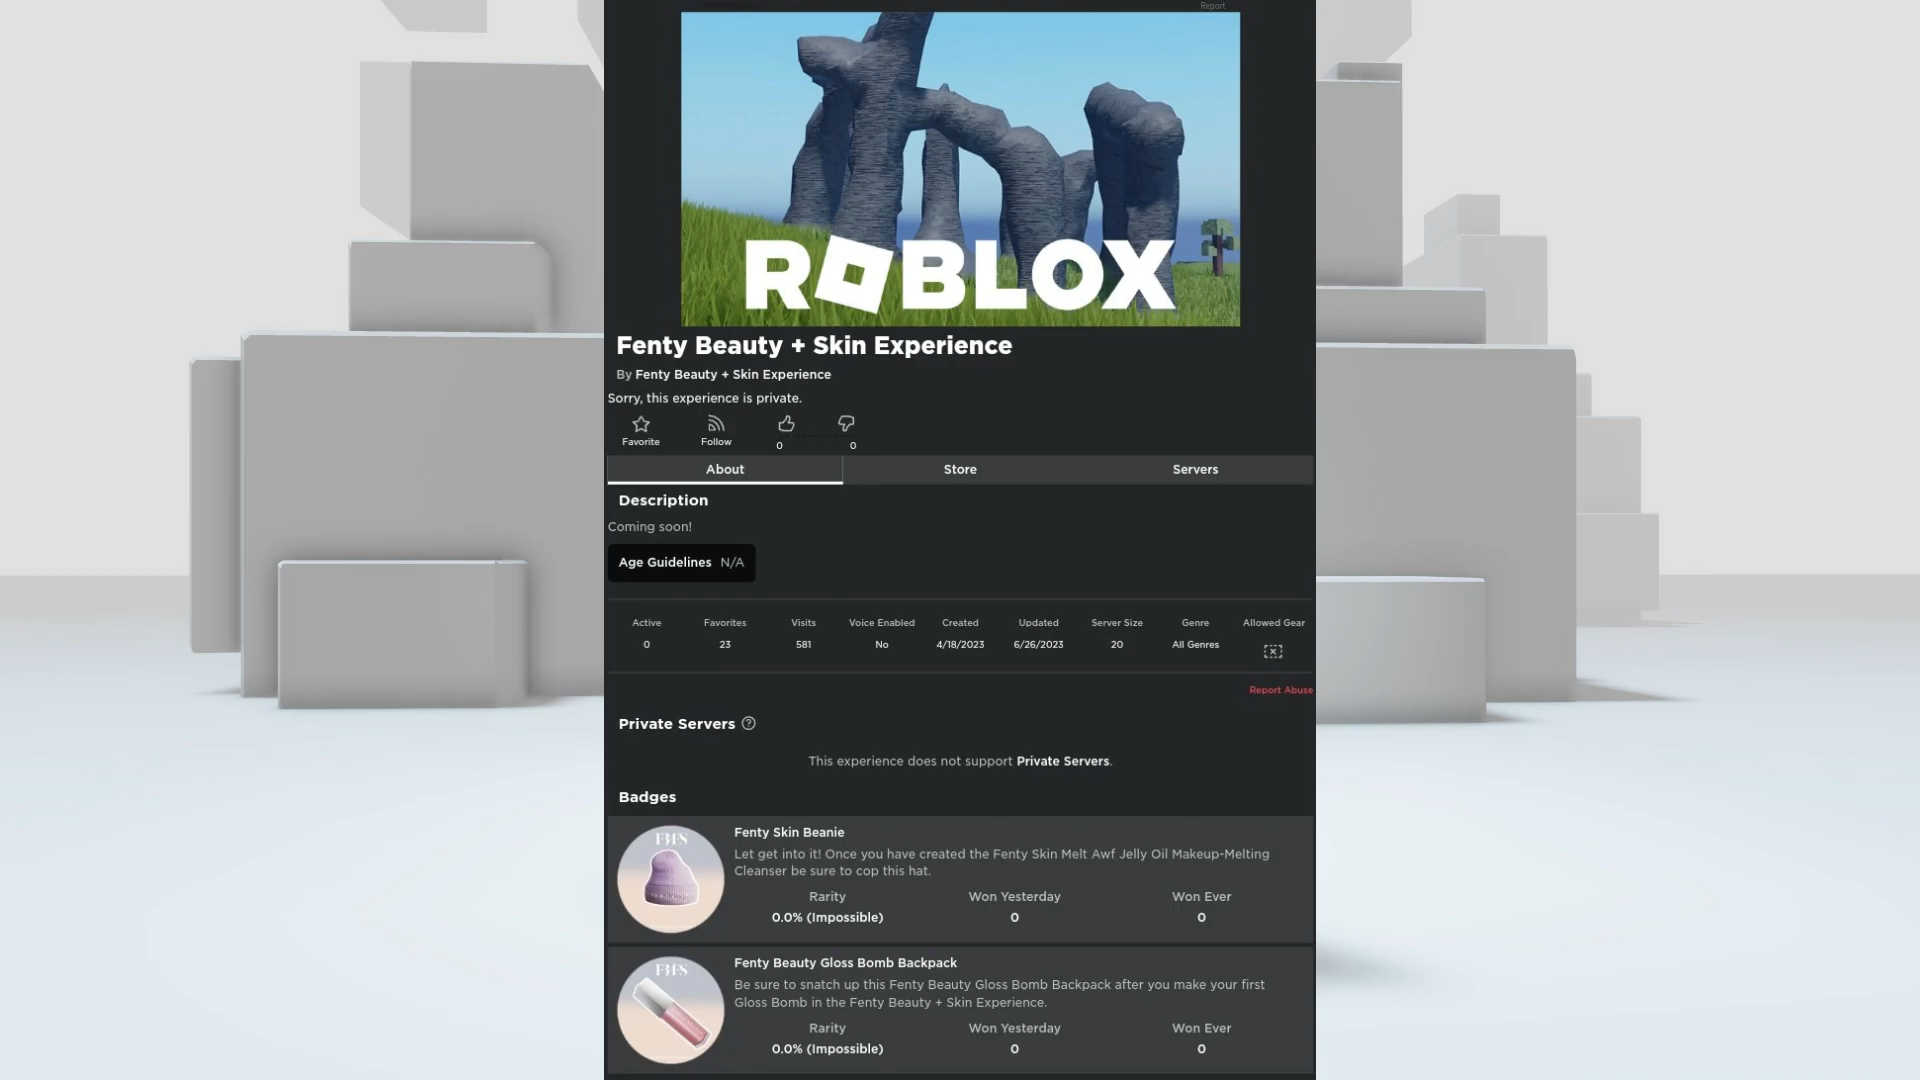 Report
ROBLOX
Fenty Beauty + Skin Experience
By Fenty Beauty + Skin Experience
Sorry, this experience is private.
Favorite Follow 0 0
About Store Servers
Description
Coming soon!
Age Guidelines N/A
Active Favorites Visits Voice Enabled Created Updated Server Size Genre Allowed Gear
0 23 581 No 4/18/2023 6/26/2023 20 All Genres
Report Abuse
Private Servers
This experience does not support Private Servers.
Badges
Fenty Skin Beanie
Let get into it! Once you have created the Fenty Skin Melt Awf Jelly Oil Makeup-Melting
Cleanser be sure to cop this hat.
Rarity Won Yesterday Won Ever
0.0% (Impossible) 0 0
Fenty Beauty Gloss Bomb Backpack
Be sure to snatch up this Fenty Beauty Gloss Bomb Backpack after you make your first
Gloss Bomb in the Fenty Beauty + Skin Experience.
Rarity Won Yesterday Won Ever
0.0% (Impossible) 0 0